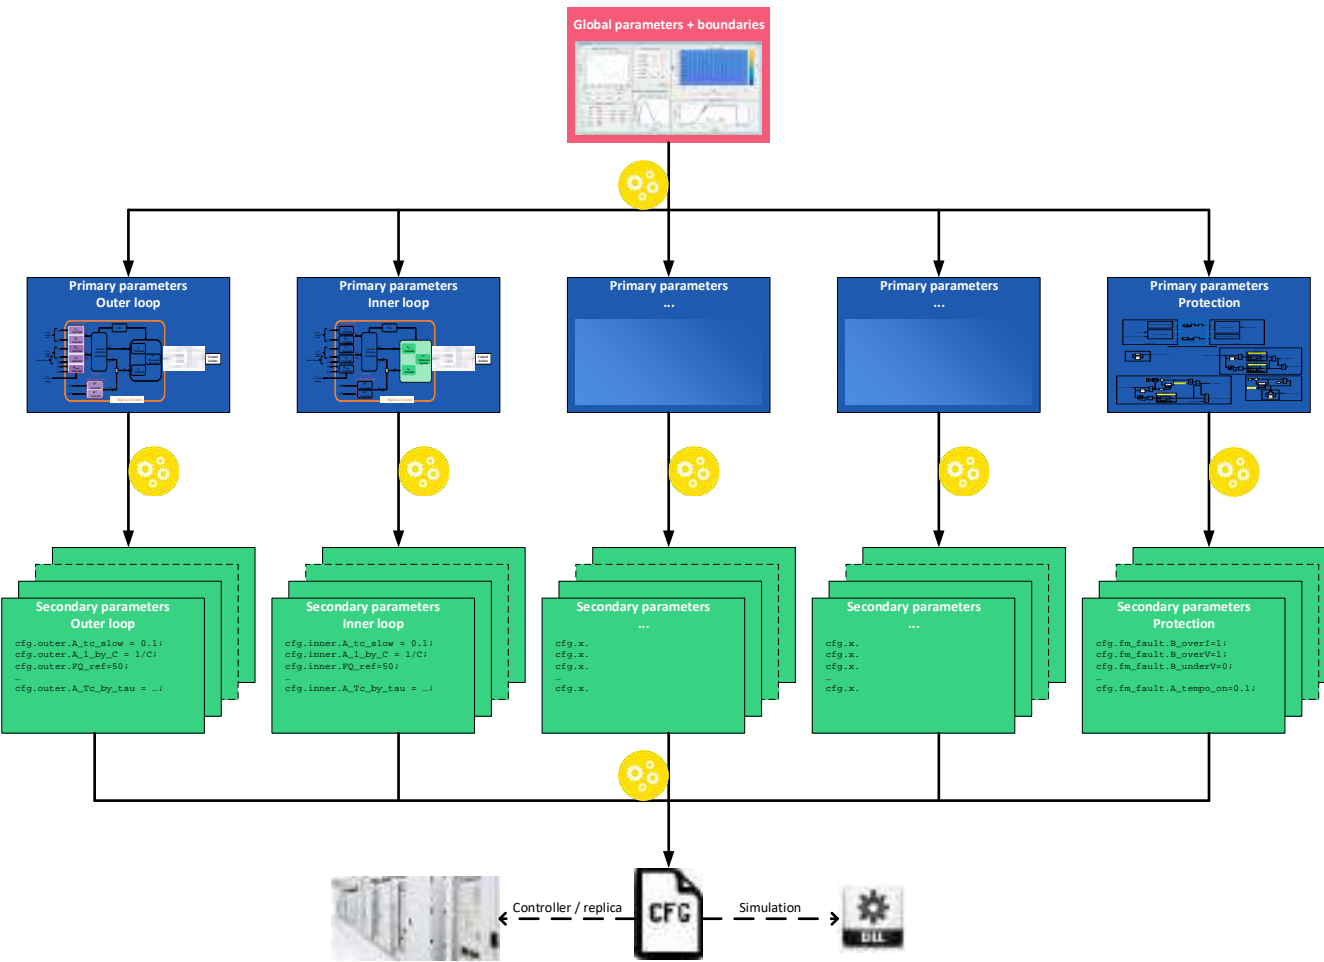 Global parameters + boundaries
Primary parameters
Outer loop
Primary parameters
Inner loop
Primary parameters
...
Primary parameters
...
Primary parameters
Protection
Secondary parameters
Outer loop
cfg.outer.A_tc_slow = 0.1;
cfg.outer.A_1_by_C = 1/C;
cfg.outer.FQ_ref=50;
…
cfg.outer.A_Tc_by_tau = …;
Secondary parameters
Inner loop
cfg.inner.A_tc_slow = 0.1;
cfg.inner.A_1_by_C = 1/C;
cfg.inner.FQ_ref=50;
…
cfg.inner.A_Tc_by_tau = …;
Secondary parameters
...
cfg.x.
cfg.x.
cfg.x.
…
cfg.x.
Secondary parameters
...
cfg.x.
cfg.x.
cfg.x.
…
cfg.x.
Secondary parameters
Protection
cfg.fm_fault.B_overI=1;
cfg.fm_fault.B_overV=1;
cfg.fm_fault.B_underV=0;
…
cfg.fm_fault.A_tempo_on=0.1;
Controller / replica
CFG
Simulation
DLL